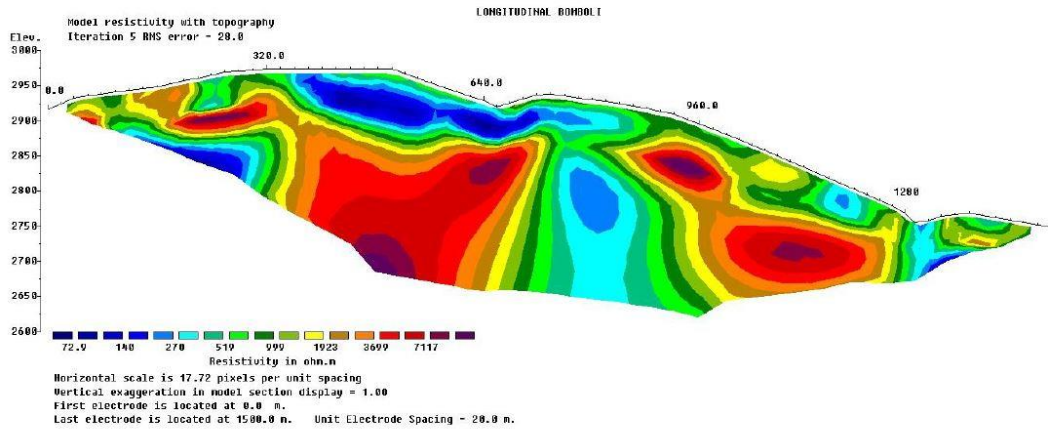 LONGITUDINAL BOMBOLI
Model resistivity with topography
Iteration 5 RMS error = 20.0
Elev.
3000
2950
2900
2850
2800
2750
2700
2650
2600
0.0
320.0
640.0
960.0
1280
72.9 140 270 519 999 1923 3699 7117
Resistivity in ohm.m
Horizontal scale is 17.72 pixels per unit spacing
Vertical exaggeration in model section display = 1.00
First electrode is located at 0.0 m.
Last electrode is located at 1500.0 m. Unit Electrode Spacing = 20.0 m.